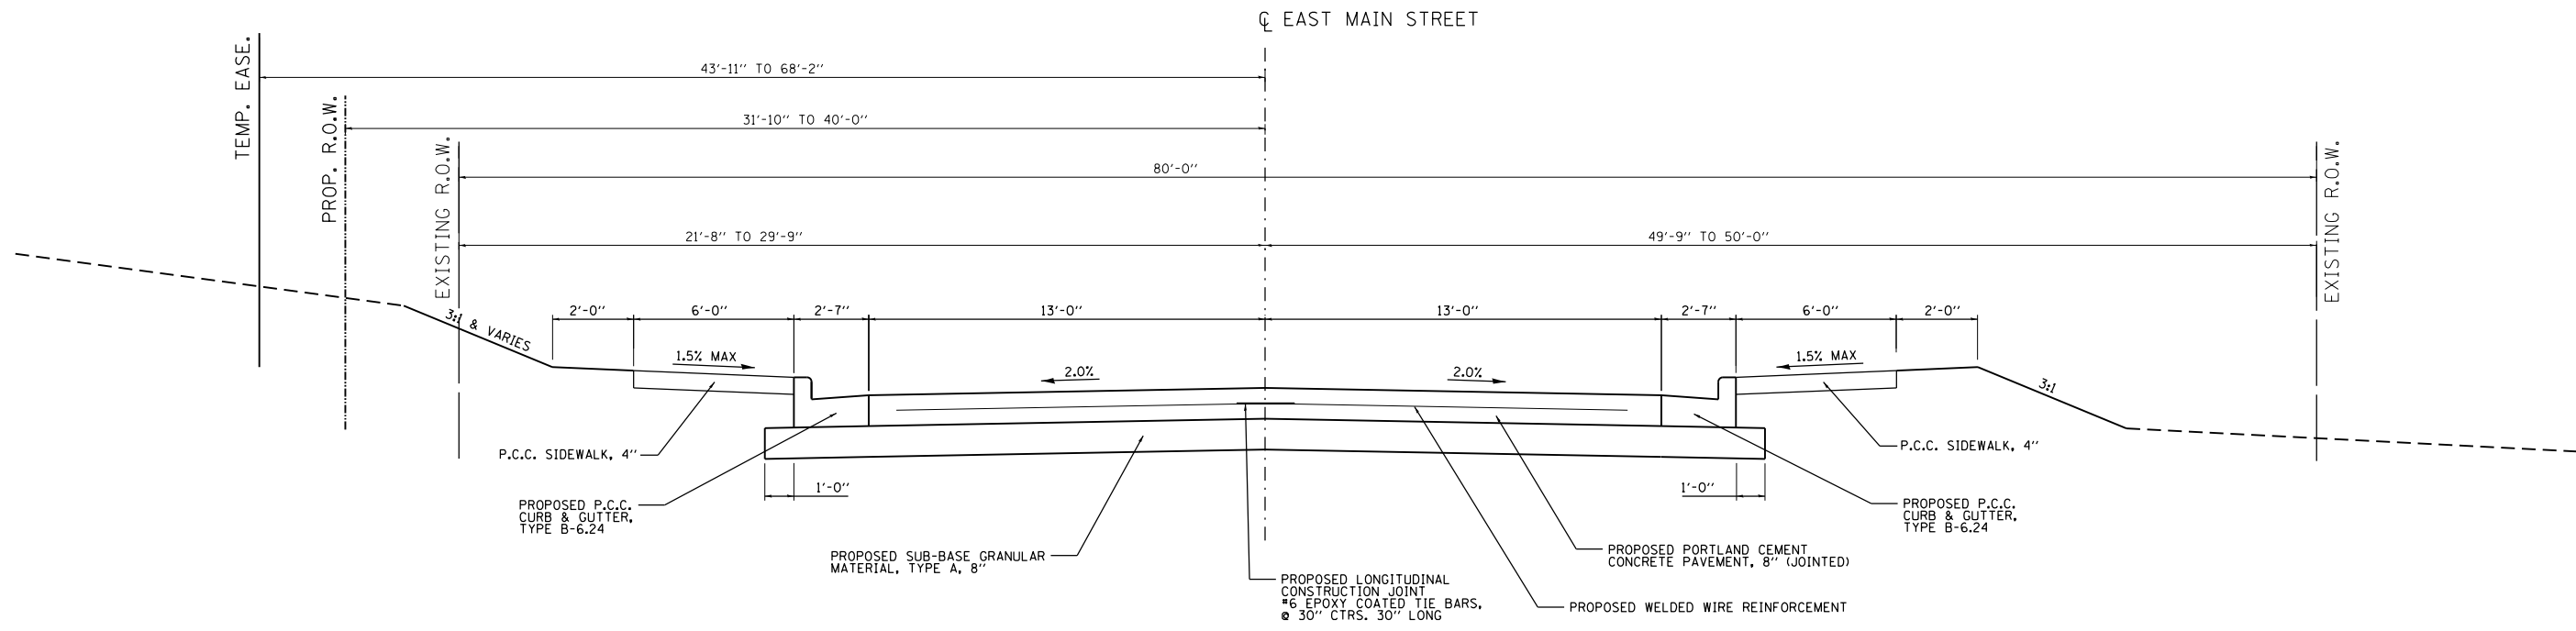 ℄ EAST MAIN STREET
TEMP. EASE.
43'-11" TO 68'-2"
PROP. R.O.W.
31'-10" TO 40'-0"
EXISTING R.O.W.
80'-0"
EXISTING R.O.W.
21'-8" TO 29'-9"
49'-9" TO 50'-0"
3:1 & VARIES
2'-0"
6'-0"
2'-7"
13'-0"
13'-0"
2'-7"
6'-0"
2'-0"
1.5% MAX
2.0%
2.0%
1.5% MAX
3:1
P.C.C. SIDEWALK, 4"
P.C.C. SIDEWALK, 4"
1'-0"
1'-0"
PROPOSED P.C.C.
CURB & GUTTER,
TYPE B-6.24
PROPOSED P.C.C.
CURB & GUTTER,
TYPE B-6.24
PROPOSED SUB-BASE GRANULAR
MATERIAL, TYPE A, 8"
PROPOSED PORTLAND CEMENT
CONCRETE PAVEMENT, 8" (JOINTED)
PROPOSED LONGITUDINAL
CONSTRUCTION JOINT
#6 EPOXY COATED TIE BARS,
@ 30" CTRS. 30" LONG
PROPOSED WELDED WIRE REINFORCEMENT